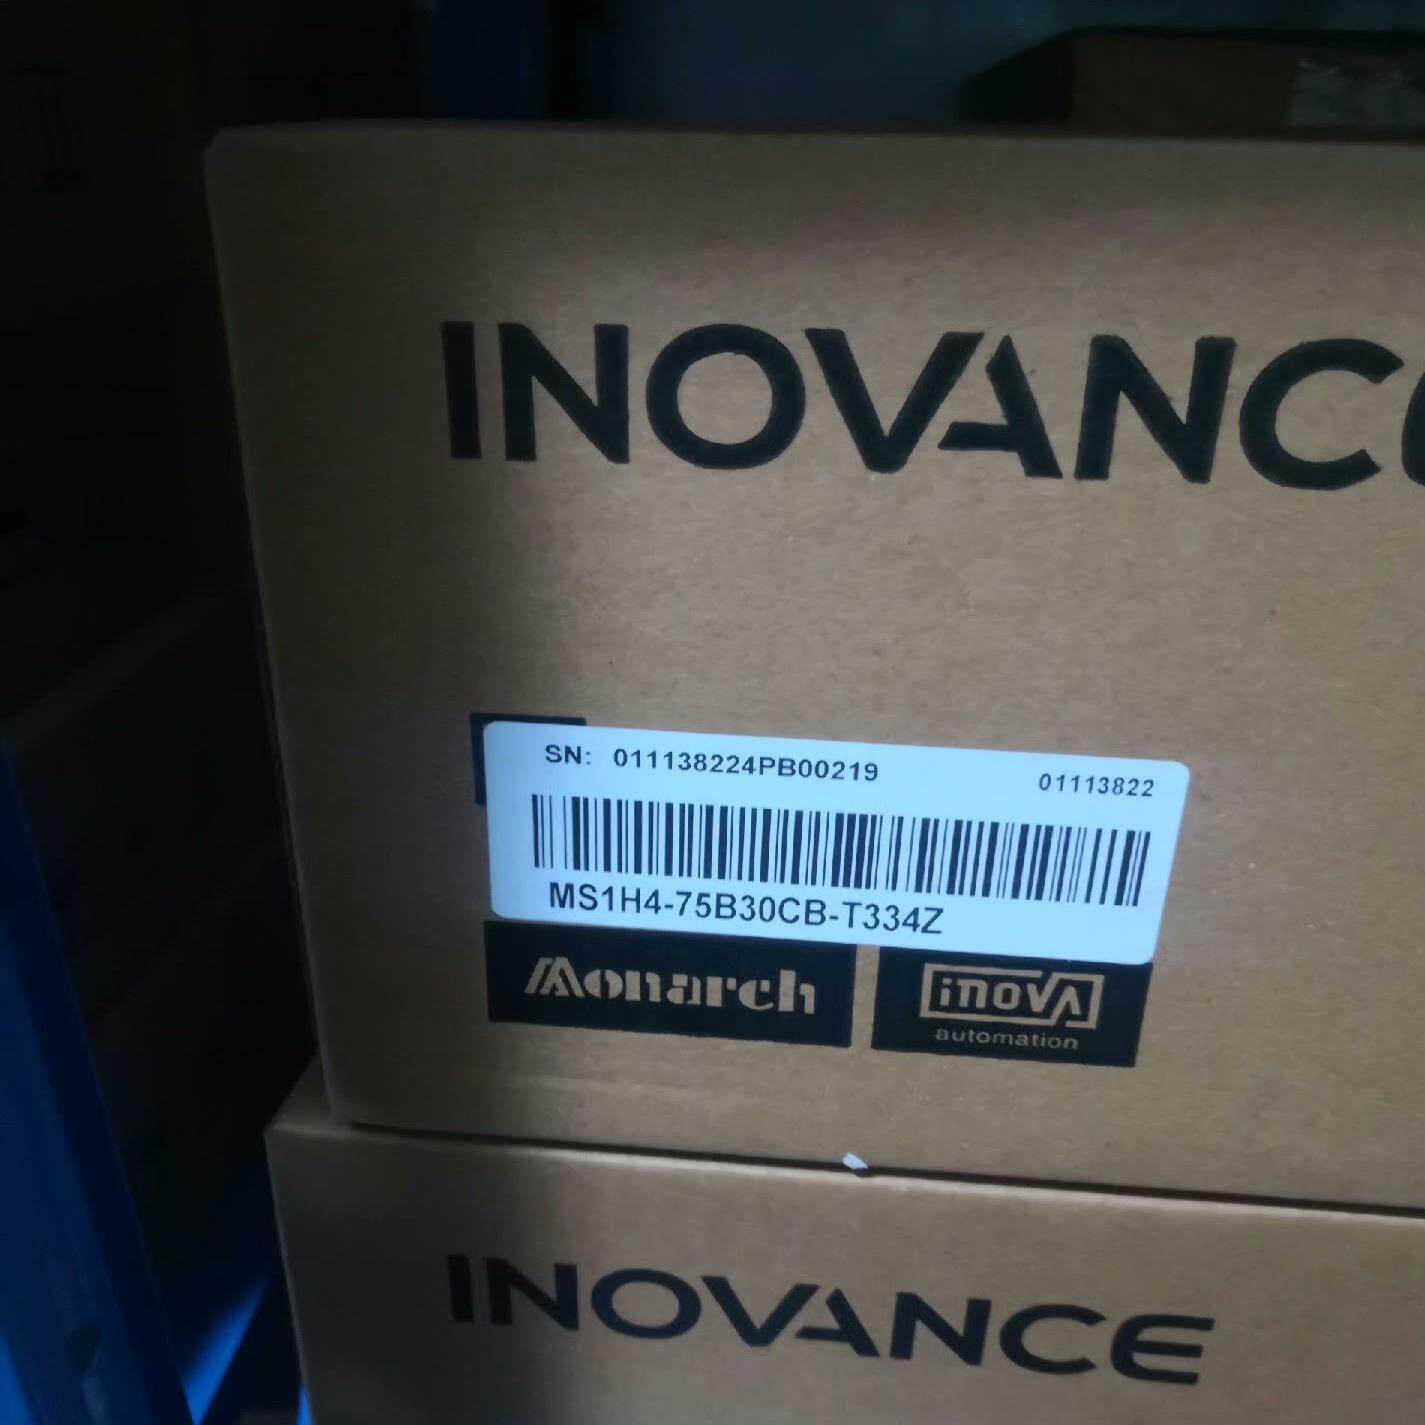 INOVANCE
SN: 011138224PB00219 01113822
MS1H4-75B30CB-T334Z
Monarch inova
automation
INOVANCE